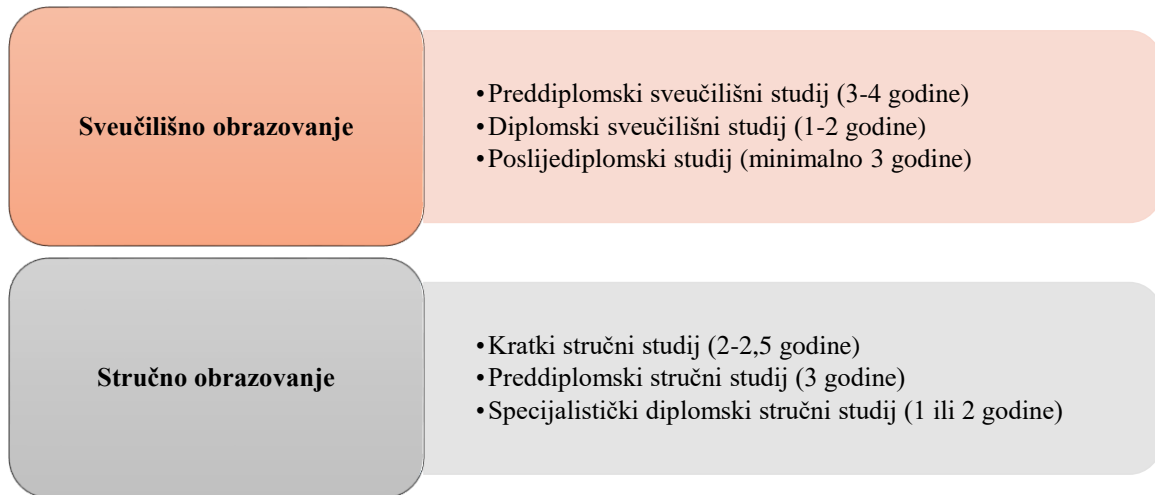 Sveučilišno obrazovanje
•Preddiplomski sveučilišni studij (3-4 godine)
•Diplomski sveučilišni studij (1-2 godine)
•Poslijediplomski studij (minimalno 3 godine)
Stručno obrazovanje
•Kratki stručni studij (2-2,5 godine)
•Preddiplomski stručni studij (3 godine)
•Specijalistički diplomski stručni studij (1 ili 2 godine)